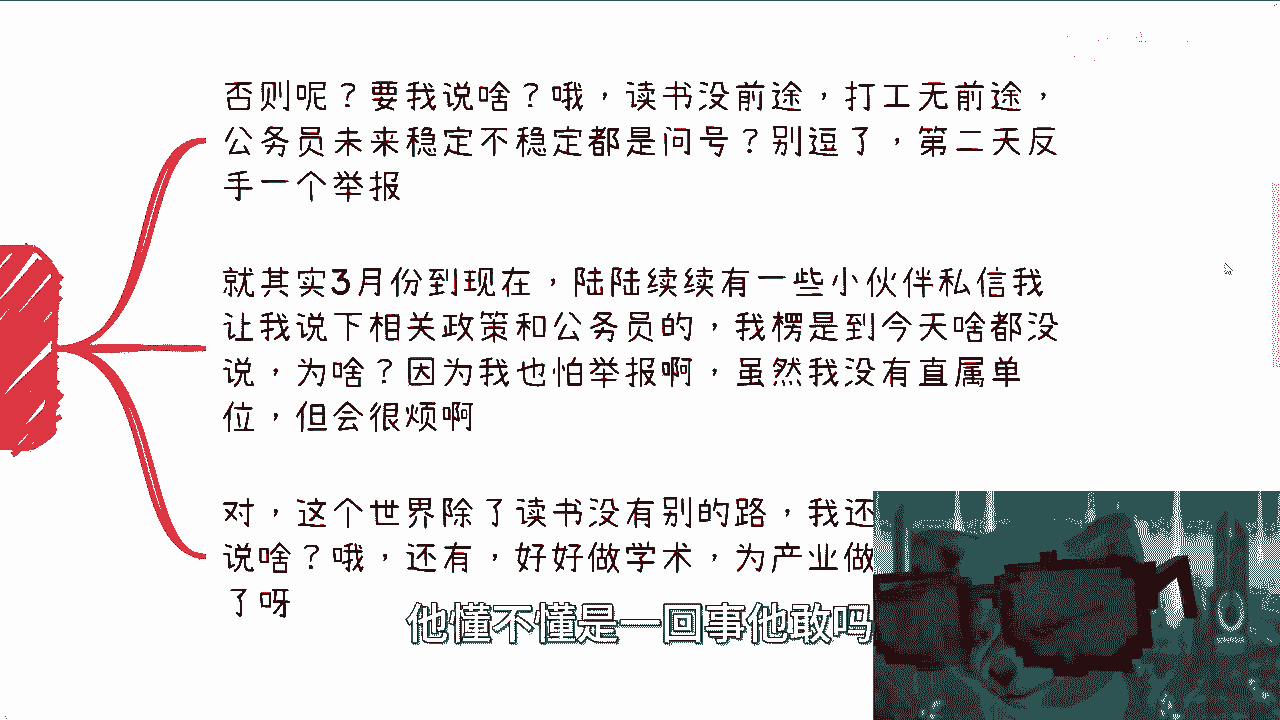 否则呢？要我说啥？哦，读书没前途，打工无前途，
公务员未来稳定不稳定都是问号？别逗了，第二天反
手一个举报
就其实3月份到现在，陆陆续续有一些小伙伴私信我
让我说下相关政策和公务员的，我楞是到今天啥都没
说，为啥？因为我也怕举报啊，虽然我没有直属单
位，但会很烦啊
对，这个世界除了读书没有别的路，我还
说啥？哦，还有，好好做学术，为产业做
了呀
他懂不懂是一回事他敢吗